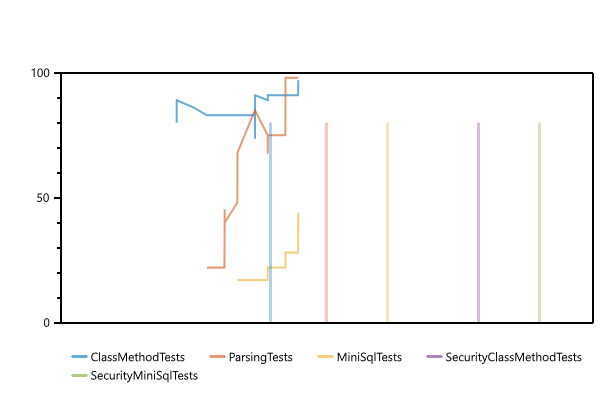 100
50
0
ClassMethodTests ParsingTests MiniSqlTests SecurityClassMethodTests
SecurityMiniSqlTests